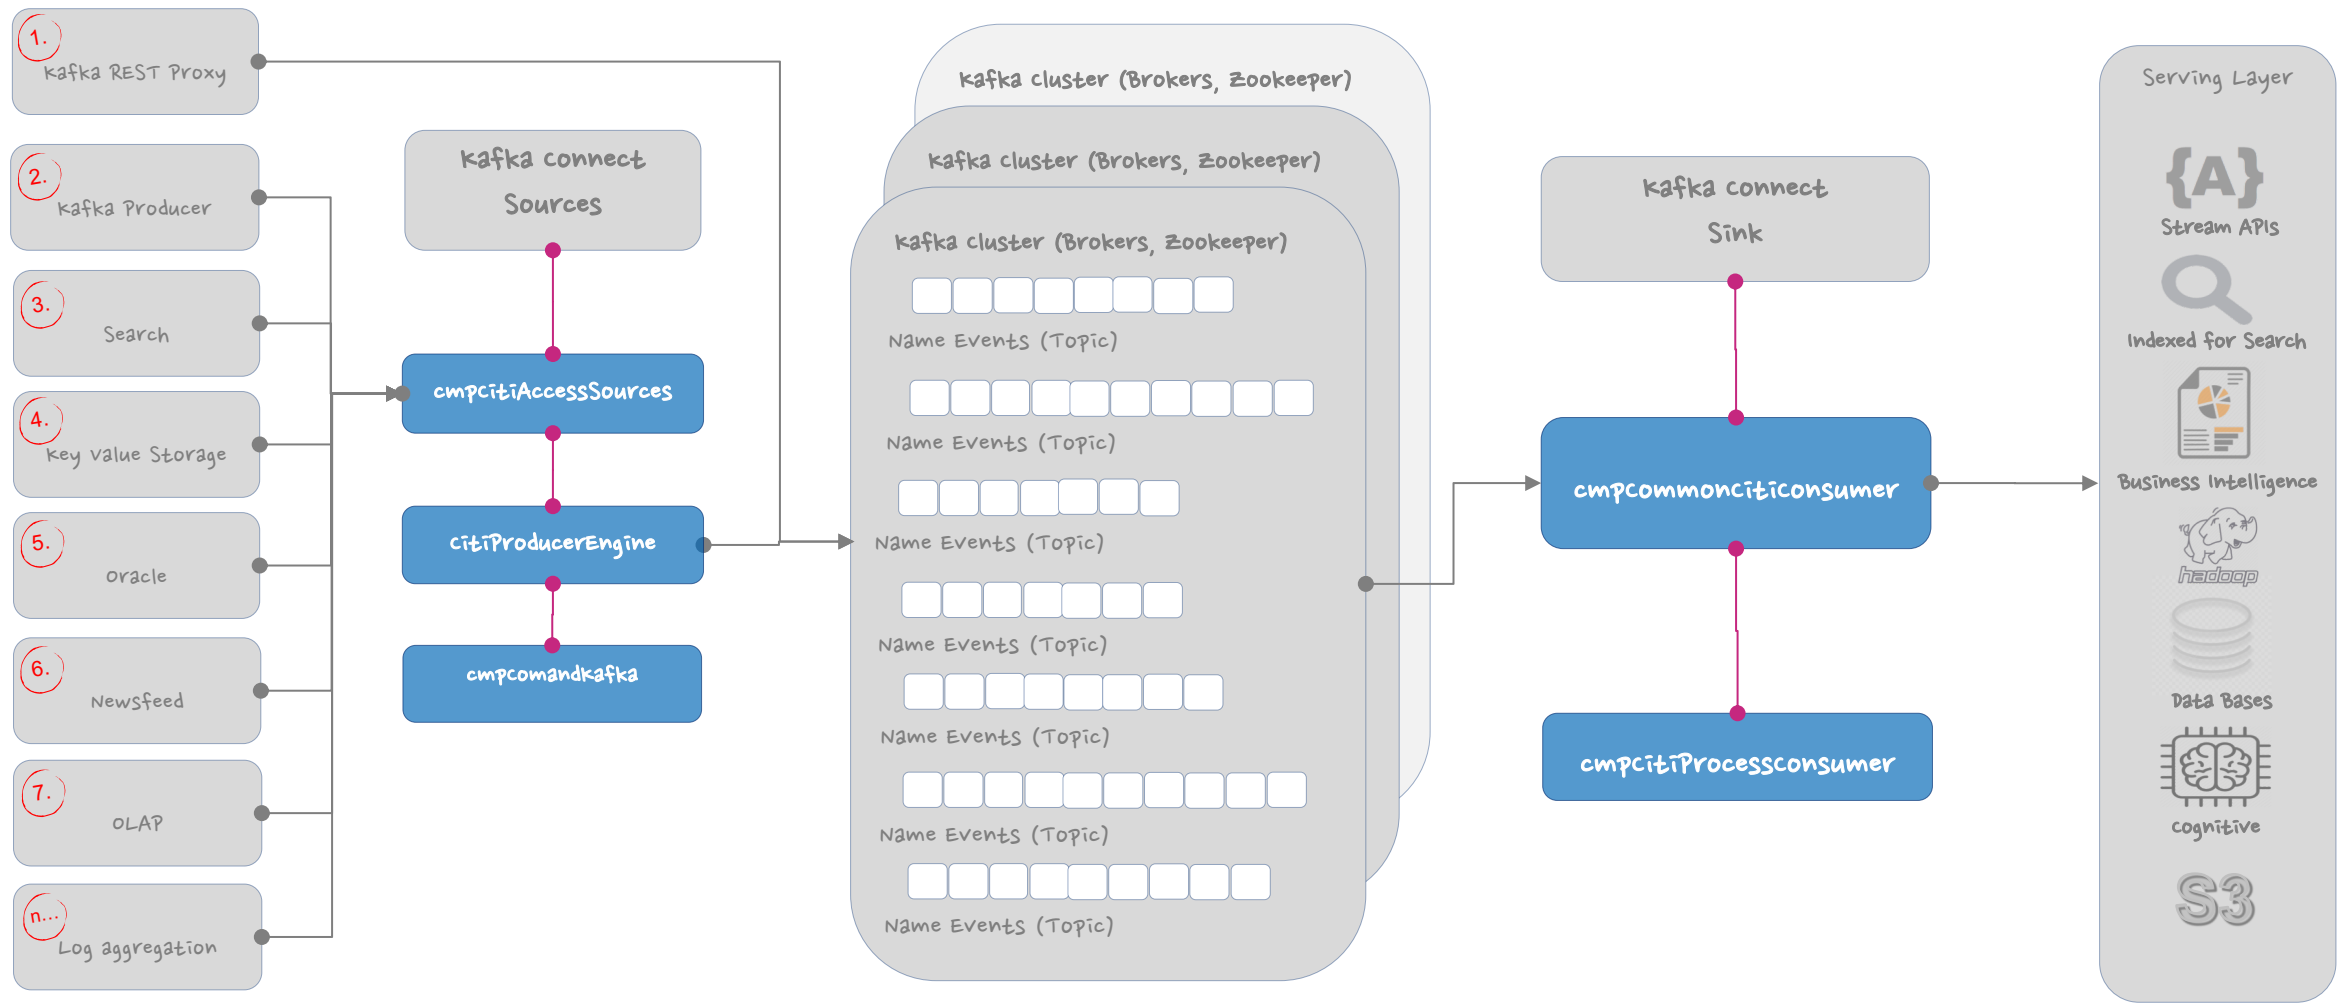 1.
Kafka REST Proxy
2.
Kafka Producer
3.
Search
4.
Key Value Storage
5.
Oracle
6.
Newsfeed
7.
OLAP
n...
Log aggregation
Kafka Connect
Sources
cmpCitiAccessSources
CitiProducerEngine
cmpComandKafka
Kafka Cluster (Brokers, Zookeeper)
Kafka Cluster (Brokers, Zookeeper)
Kafka Cluster (Brokers, Zookeeper)
Name Events (Topic)
Name Events (Topic)
Name Events (Topic)
Name Events (Topic)
Name Events (Topic)
Name Events (Topic)
Name Events (Topic)
Kafka Connect
Sink
cmpCommonCitiConsumer
cmpCitiProcessConsumer
Serving Layer
{A}
Stream APIs
Indexed for Search
Business Intelligence
hadoop
Data Bases
Cognitive
S3